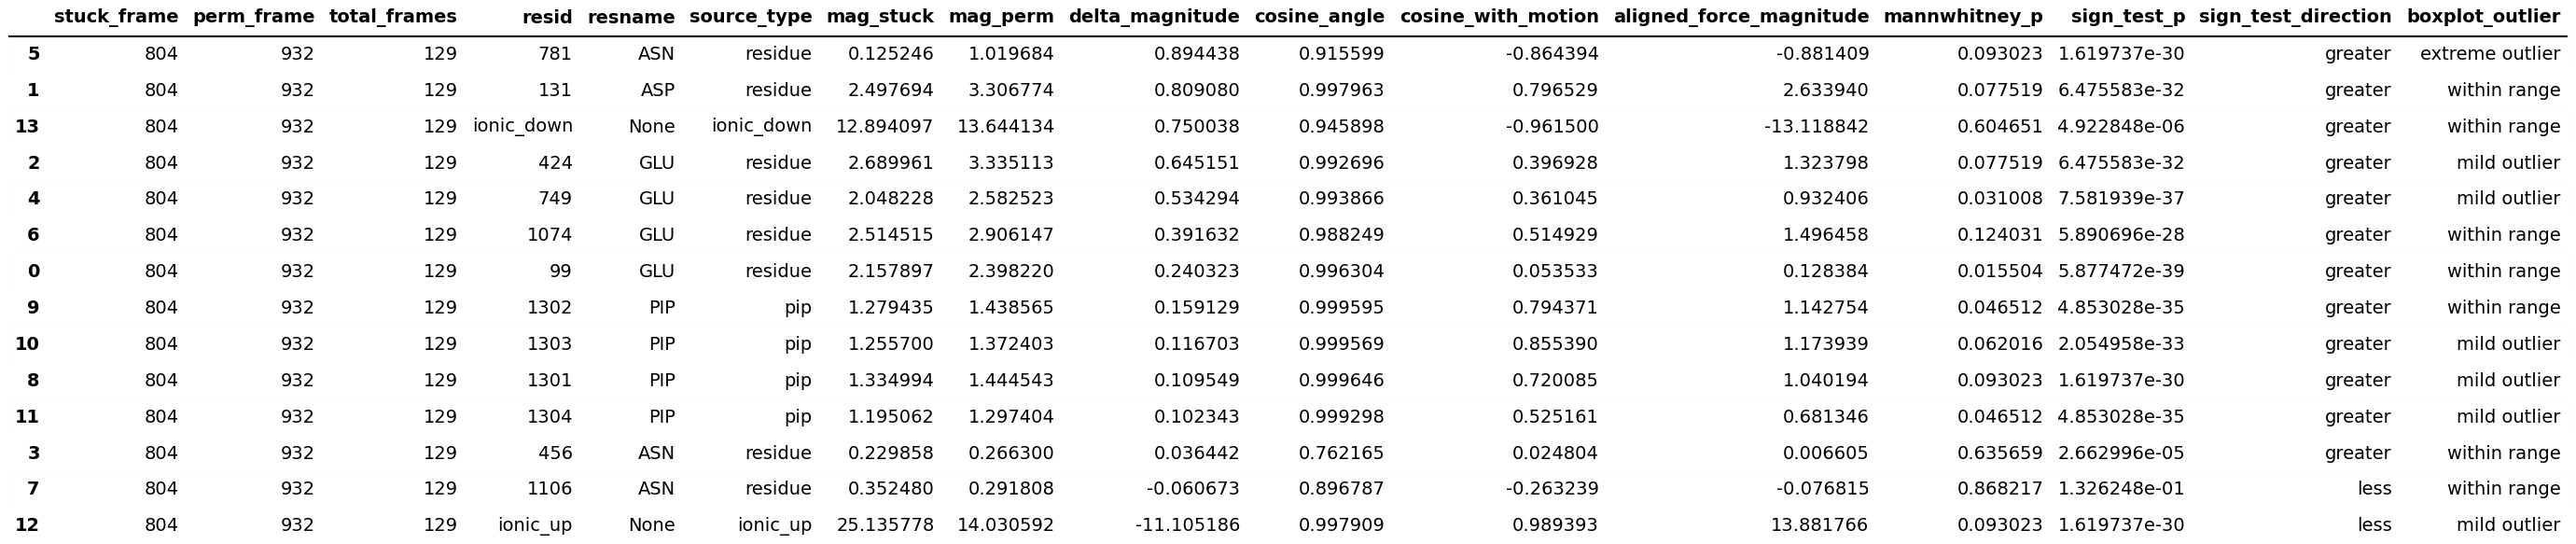 stuck_frame perm_frame total_frames resid resname source_type mag_stuck mag_perm delta_magnitude cosine_angle cosine_with_motion aligned_force_magnitude mannwhitney_p sign_test_p sign_test_direction boxplot_outlier
5 804 932 129 781 ASN residue 0.125246 1.019684 0.894438 0.915599 -0.864394 -0.881409 0.093023 1.619737e-30 greater extreme outlier
1 804 932 129 131 ASP residue 2.497694 3.306774 0.809080 0.997963 0.796529 2.633940 0.077519 6.475583e-32 greater within range
13 804 932 129 ionic_down None ionic_down 12.894097 13.644134 0.750038 0.945898 -0.961500 -13.118842 0.604651 4.922848e-06 greater within range
2 804 932 129 424 GLU residue 2.689961 3.335113 0.645151 0.992696 0.396928 1.323798 0.077519 6.475583e-32 greater mild outlier
4 804 932 129 749 GLU residue 2.048228 2.582523 0.534294 0.993866 0.361045 0.932406 0.031008 7.581939e-37 greater mild outlier
6 804 932 129 1074 GLU residue 2.514515 2.906147 0.391632 0.988249 0.514929 1.496458 0.124031 5.890696e-28 greater within range
0 804 932 129 99 GLU residue 2.157897 2.398220 0.240323 0.996304 0.053533 0.128384 0.015504 5.877472e-39 greater within range
9 804 932 129 1302 PIP pip 1.279435 1.438565 0.159129 0.999595 0.794371 1.142754 0.046512 4.853028e-35 greater within range
10 804 932 129 1303 PIP pip 1.255700 1.372403 0.116703 0.999569 0.855390 1.173939 0.062016 2.054958e-33 greater mild outlier
8 804 932 129 1301 PIP pip 1.334994 1.444543 0.109549 0.999646 0.720085 1.040194 0.093023 1.619737e-30 greater mild outlier
11 804 932 129 1304 PIP pip 1.195062 1.297404 0.102343 0.999298 0.525161 0.681346 0.046512 4.853028e-35 greater mild outlier
3 804 932 129 456 ASN residue 0.229858 0.266300 0.036442 0.762165 0.024804 0.006605 0.635659 2.662996e-05 greater within range
7 804 932 129 1106 ASN residue 0.352480 0.291808 -0.060673 0.896787 -0.263239 -0.076815 0.868217 1.326248e-01 less within range
12 804 932 129 ionic_up None ionic_up 25.135778 14.030592 -11.105186 0.997909 0.989393 13.881766 0.093023 1.619737e-30 less mild outlier